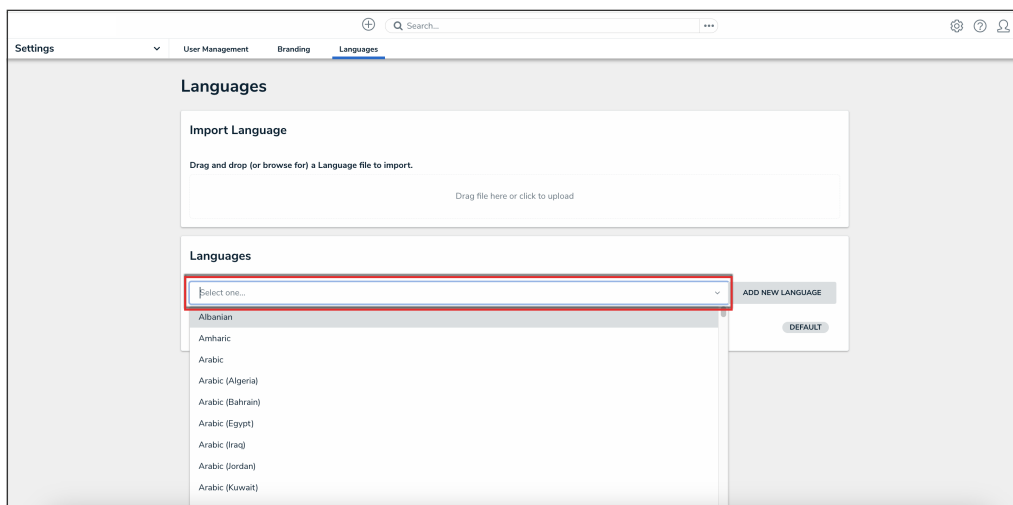 Search...
Settings
User Management Branding Languages
Languages
Import Language
Drag and drop (or browse for) a Language file to import.
Drag file here or click to upload
Languages
Select one...
ADD NEW LANGUAGE
Albanian
DEFAULT
Amharic
Arabic
Arabic (Algeria)
Arabic (Bahrain)
Arabic (Egypt)
Arabic (Iraq)
Arabic (Jordan)
Arabic (Kuwait)